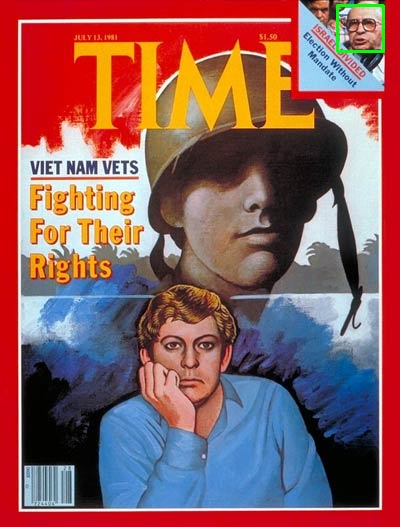 JULY 13, 1981
$1.50
TIME
ISRAEL DIVIDED
Election Without
Mandate
VIET NAM VETS
Fighting
For Their
Rights